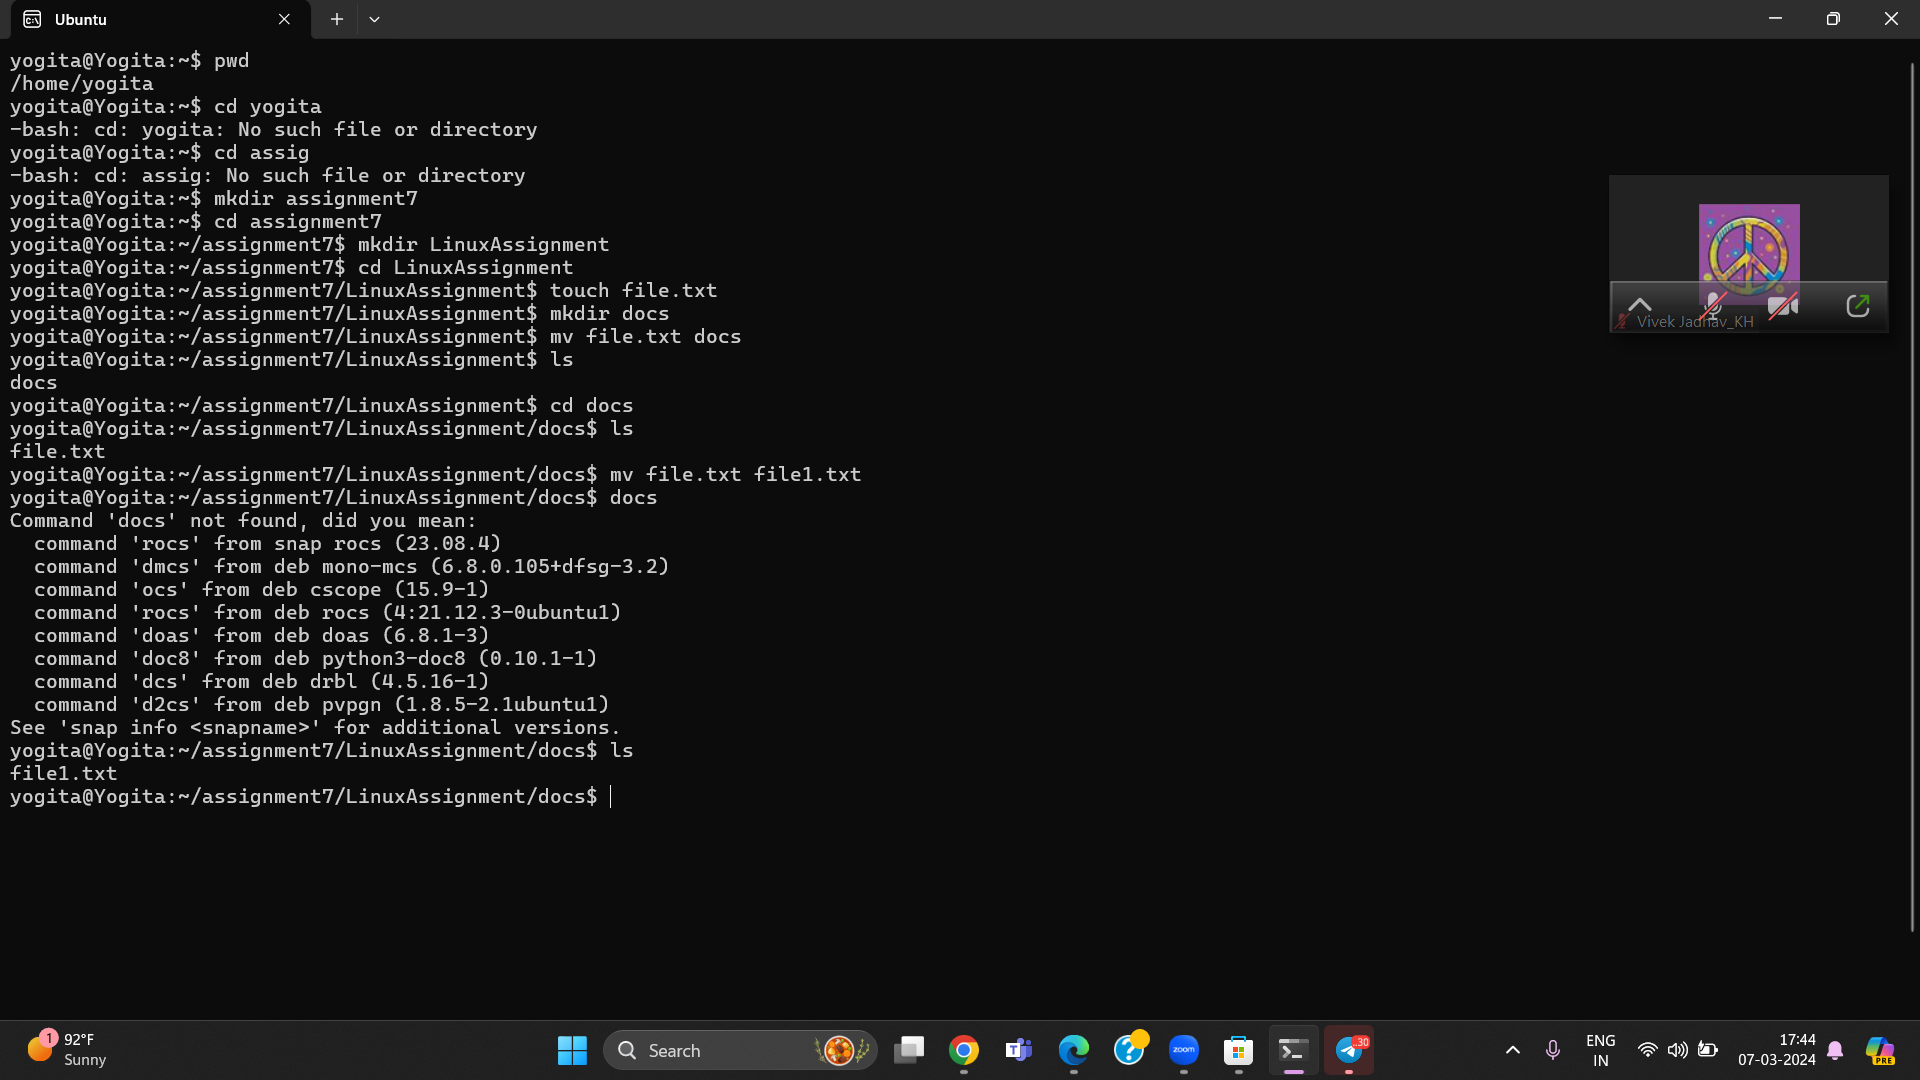 Ubuntu
yogita@Yogita:~$ pwd
/home/yogita
yogita@Yogita:~$ cd yogita
-bash: cd: yogita: No such file or directory
yogita@Yogita:~$ cd assig
-bash: cd: assig: No such file or directory
yogita@Yogita:~$ mkdir assignment7
yogita@Yogita:~$ cd assignment7
yogita@Yogita:~/assignment7$ mkdir LinuxAssignment
yogita@Yogita:~/assignment7$ cd LinuxAssignment
yogita@Yogita:~/assignment7/LinuxAssignment$ touch file.txt
yogita@Yogita:~/assignment7/LinuxAssignment$ mkdir docs
yogita@Yogita:~/assignment7/LinuxAssignment$ mv file.txt docs
yogita@Yogita:~/assignment7/LinuxAssignment$ ls
docs
yogita@Yogita:~/assignment7/LinuxAssignment$ cd docs
yogita@Yogita:~/assignment7/LinuxAssignment/docs$ ls
file.txt
yogita@Yogita:~/assignment7/LinuxAssignment/docs$ mv file.txt file1.txt
yogita@Yogita:~/assignment7/LinuxAssignment/docs$ docs
Command 'docs' not found, did you mean:
  command 'rocs' from snap rocs (23.08.4)
  command 'dmcs' from deb mono-mcs (6.8.0.105+dfsg-3.2)
  command 'ocs' from deb cscope (15.9-1)
  command 'rocs' from deb rocs (4:21.12.3-0ubuntu1)
  command 'doas' from deb doas (6.8.1-3)
  command 'doc8' from deb python3-doc8 (0.10.1-1)
  command 'dcs' from deb drbl (4.5.16-1)
  command 'd2cs' from deb pvpgn (1.8.5-2.1ubuntu1)
See 'snap info <snapname>' for additional versions.
yogita@Yogita:~/assignment7/LinuxAssignment/docs$ ls
file1.txt
yogita@Yogita:~/assignment7/LinuxAssignment/docs$
Vivek Jadhav_KH
1
92°F
Sunny
Search
zoom
30
ENG
IN
17:44
07-03-2024
PRE